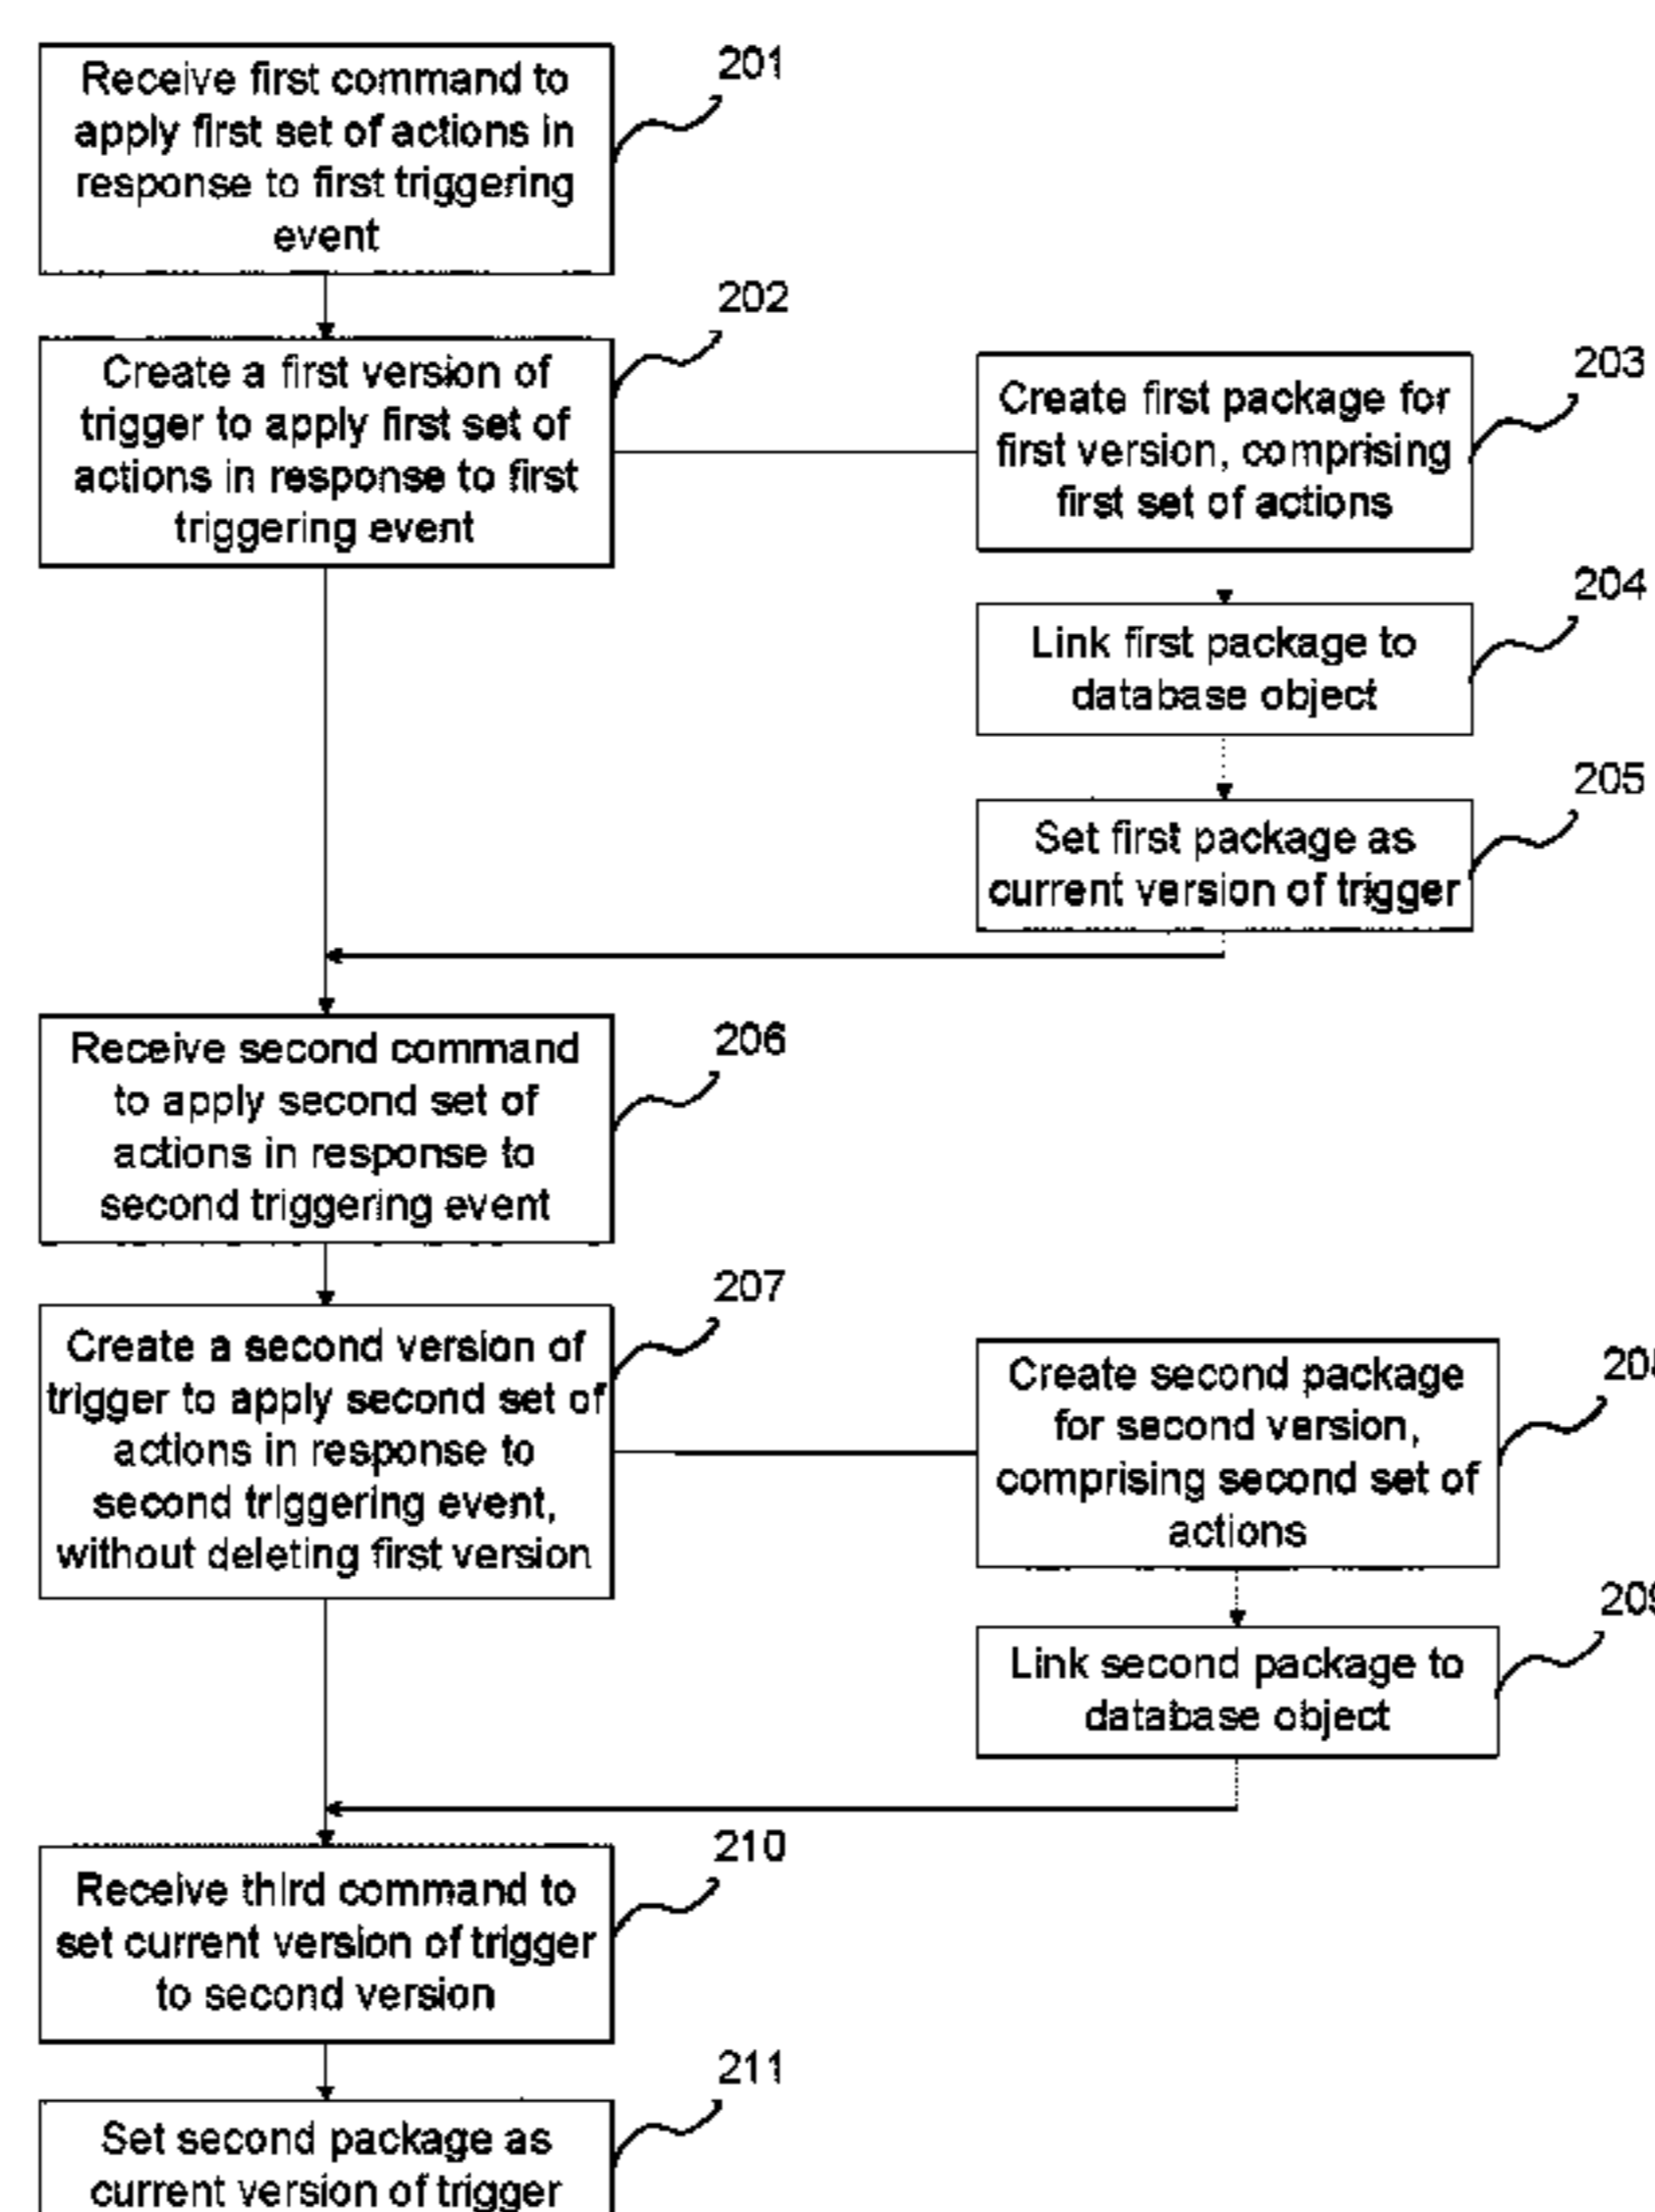 Receive first command to
apply first set of actions in
response to first triggering
event
201
Create a first version of
trigger to apply first set of
actions in response to first
triggering event
202
Create first package for
first version, comprising
first set of actions
203
Link first package to
database object
204
Set first package as
current version of trigger
205
Receive second command
to apply second set of
actions in response to
second triggering event
206
Create a second version of
trigger to apply second set of
actions in response to
second triggering event,
without deleting first version
207
Create second package
for second version,
comprising second set of
actions
208
Link second package to
database object
209
Receive third command to
set current version of trigger
to second version
210
Set second package as
current version of trigger
211